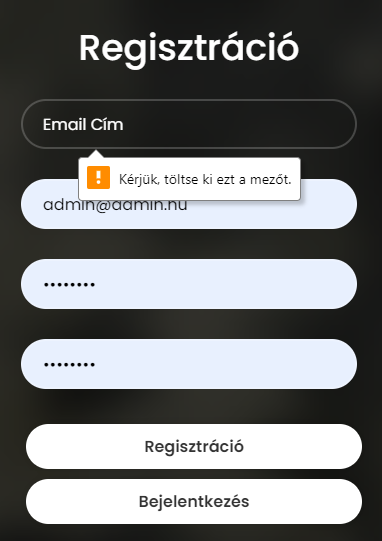 Regisztráció
Email Cím
Kérjük, töltse ki ezt a mezőt.
admin@admin.hu
••••••••
••••••••
Regisztráció
Bejelentkezés